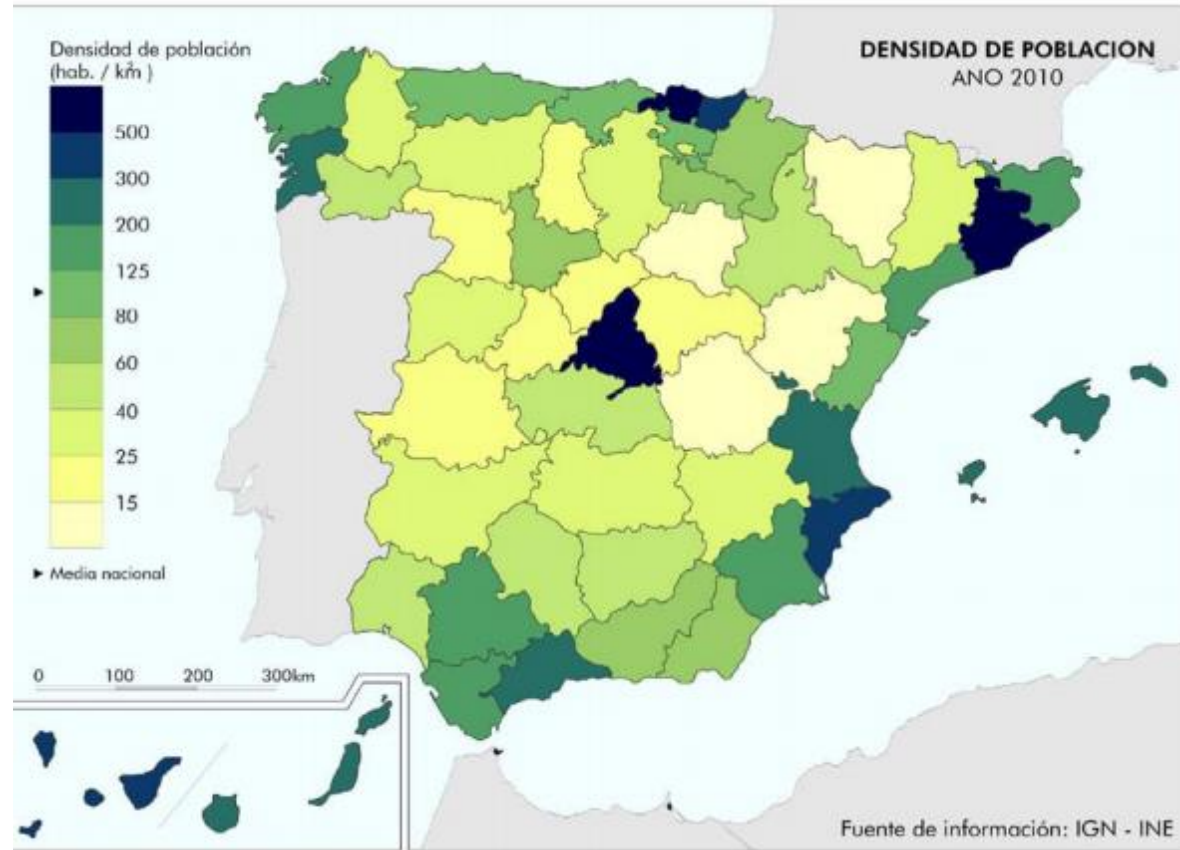 Densidad de población
(hab. / km²)
500
300
200
125
80
60
40
25
15
► Media nacional
DENSIDAD DE POBLACION
ANO 2010
0 100 200 300km
Fuente de información: IGN - INE